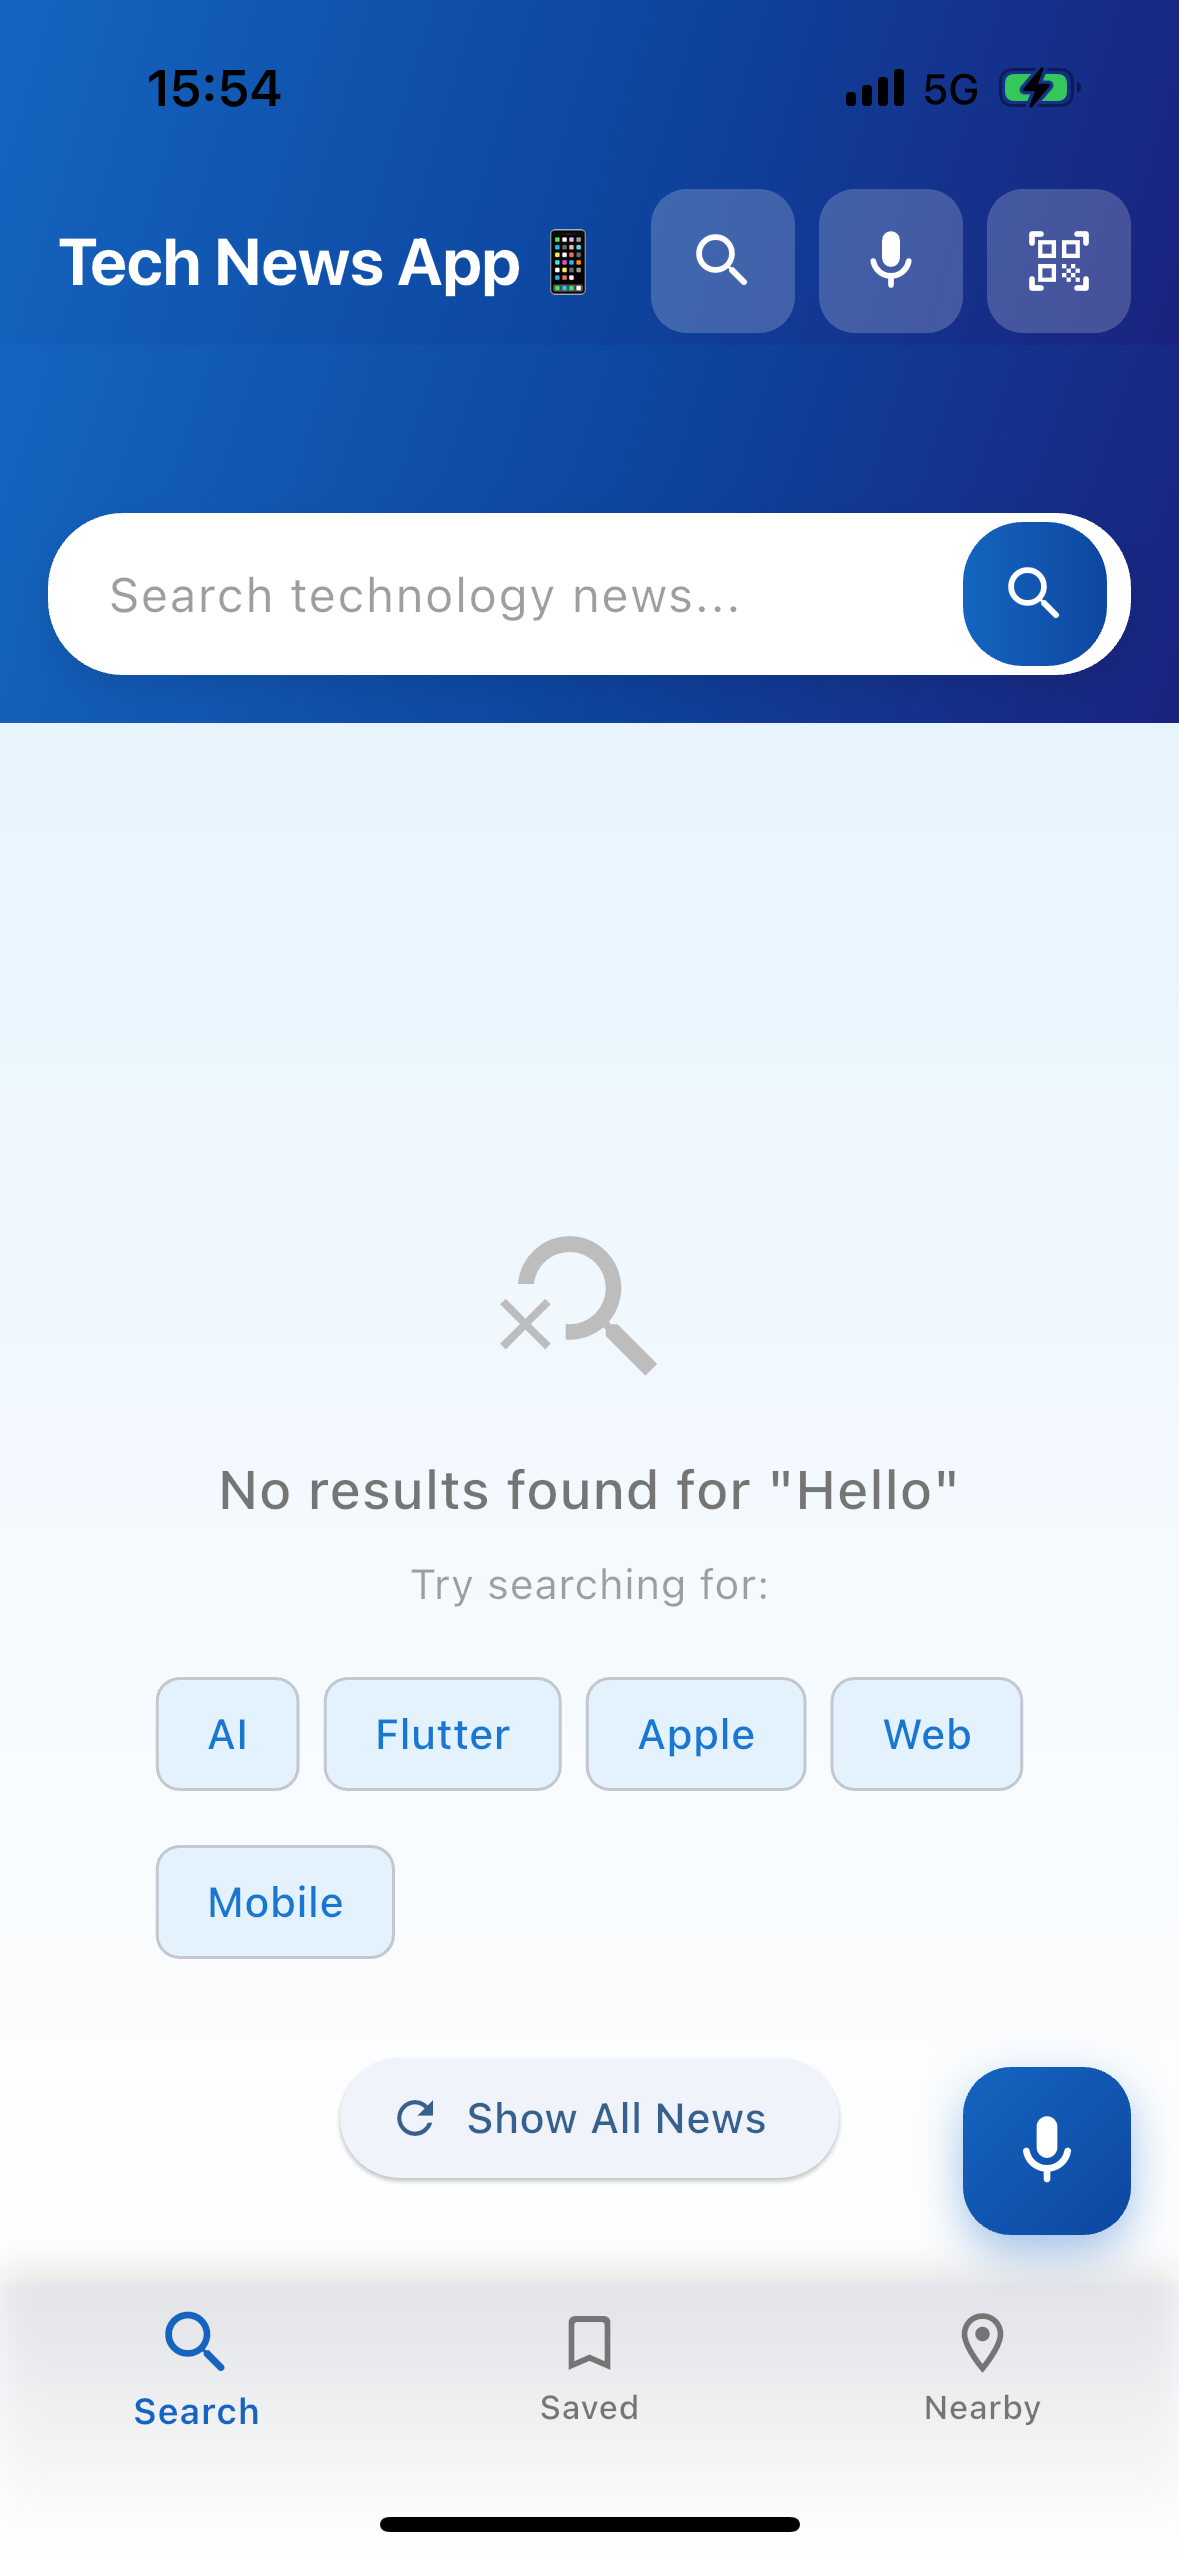 15:54 5G
Tech News App 📱
Search technology news...
No results found for "Hello"
Try searching for:
AI Flutter Apple Web
Mobile
Show All News
Search Saved Nearby